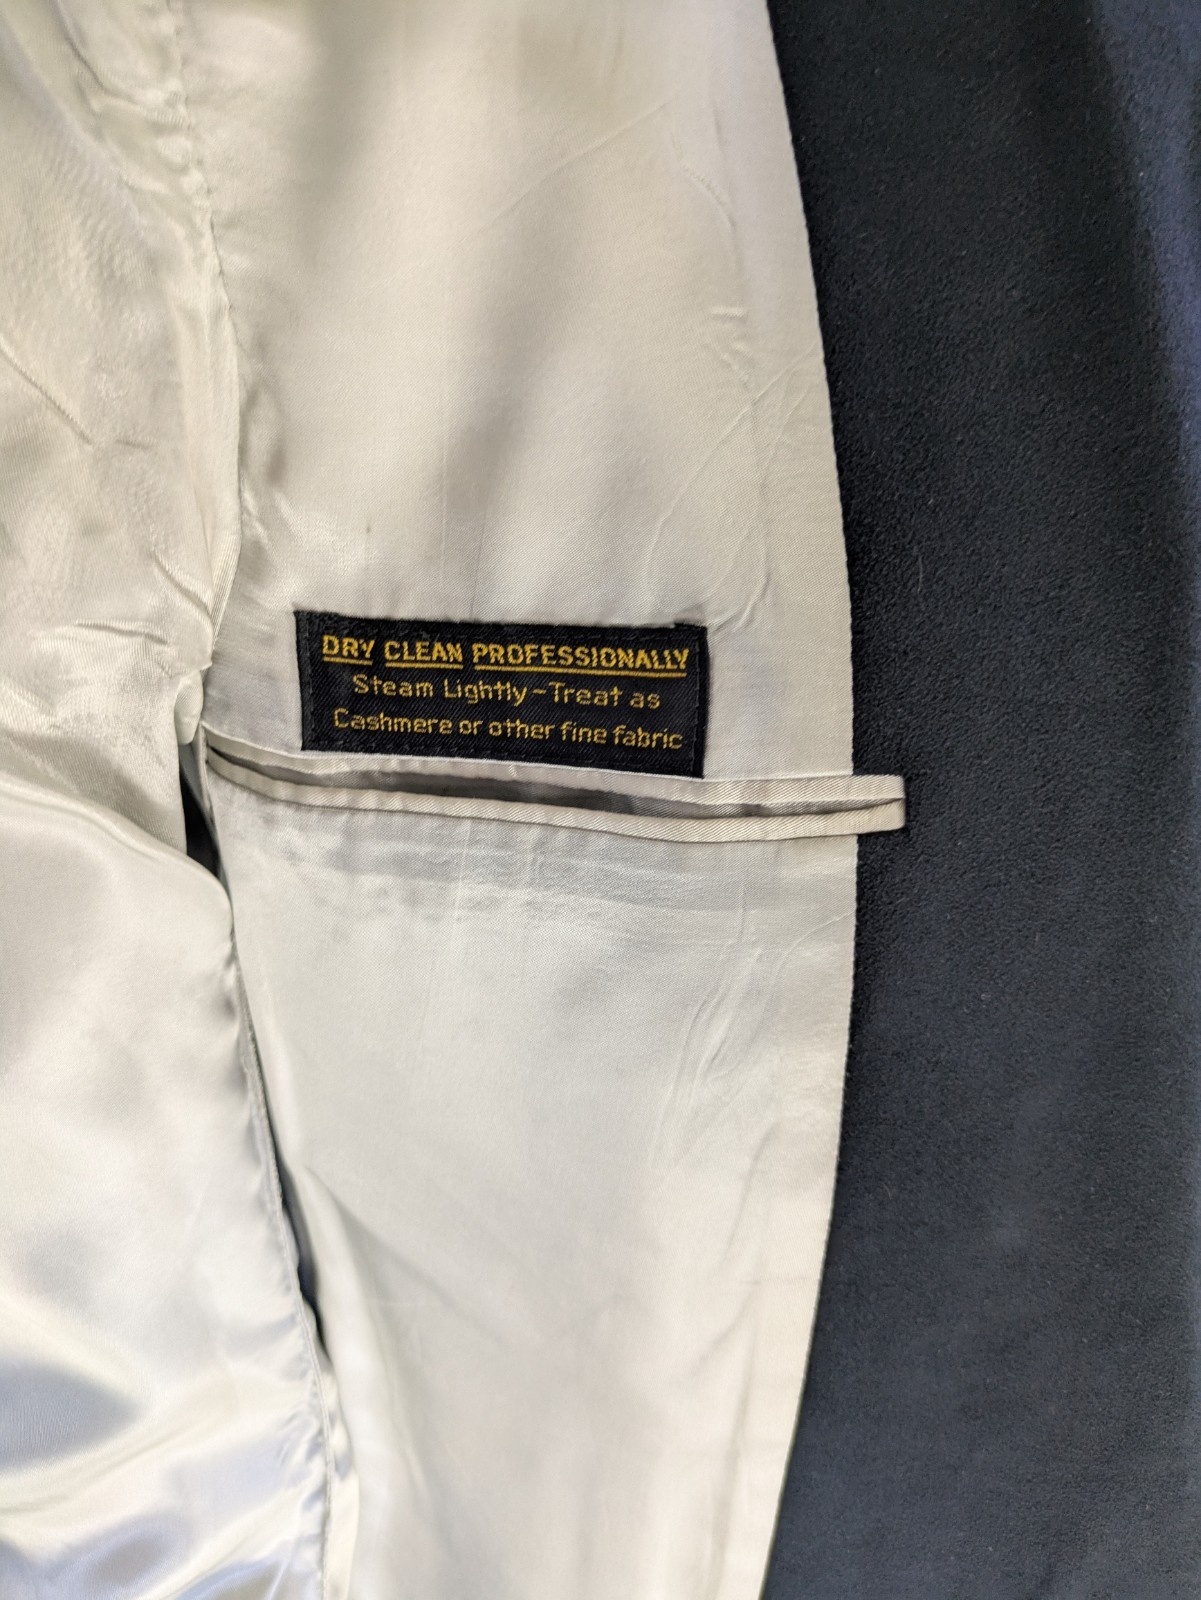 DRY CLEAN PROFESSIONALLY
Steam Lightly-Treat as
Cashmere or other fine fabric